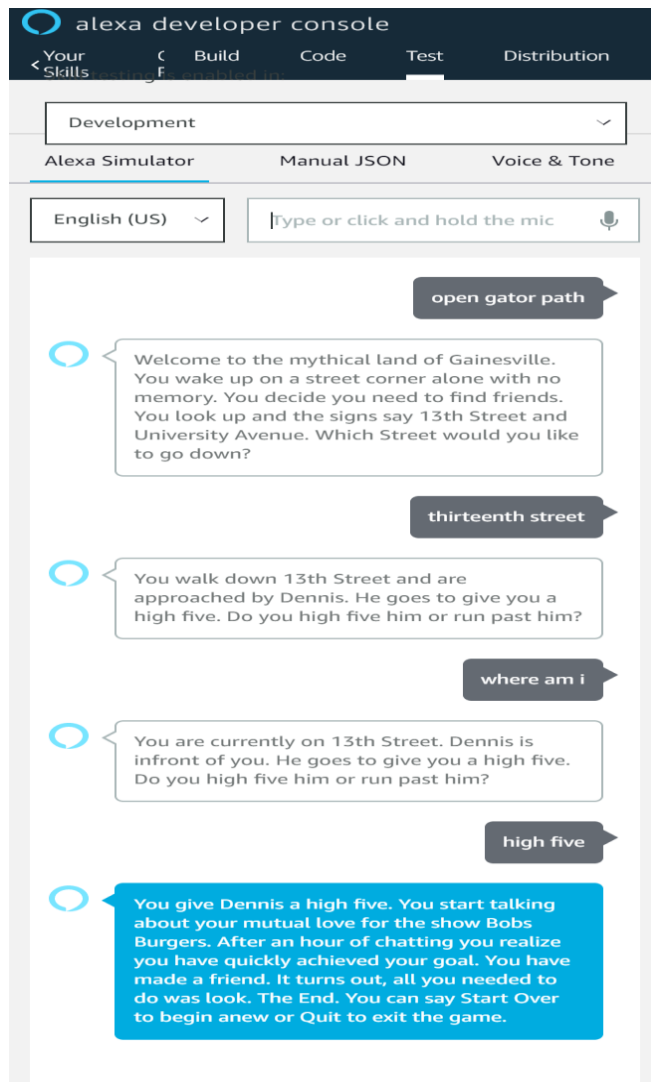 alexa developer console
Your Skills
Build
Code
Test
Distribution
testing is enabled in:
Development
Alexa Simulator
Manual JSON
Voice & Tone
English (US)
Type or click and hold the mic
open gator path
Welcome to the mythical land of Gainesville.
You wake up on a street corner alone with no
memory. You decide you need to find friends.
You look up and the signs say 13th Street and
University Avenue. Which Street would you like
to go down?
thirteenth street
You walk down 13th Street and are
approached by Dennis. He goes to give you a
high five. Do you high five him or run past him?
where am i
You are currently on 13th Street. Dennis is
infront of you. He goes to give you a high five.
Do you high five him or run past him?
high five
You give Dennis a high five. You start talking
about your mutual love for the show Bobs
Burgers. After an hour of chatting you realize
you have quickly achieved your goal. You have
made a friend. It turns out, all you needed to
do was look. The End. You can say Start Over
to begin anew or Quit to exit the game.